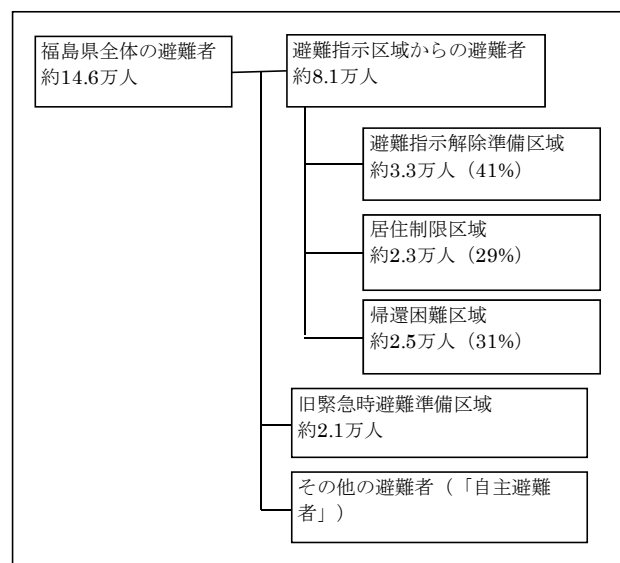 福島県全体の避難者
約14.6万人
避難指示区域からの避難者
約8.1万人
避難指示解除準備区域
約3.3万人（41%）
居住制限区域
約2.3万人（29%）
帰還困難区域
約2.5万人（31%）
旧緊急時避難準備区域
約2.1万人
その他の避難者（「自主避難
者」）